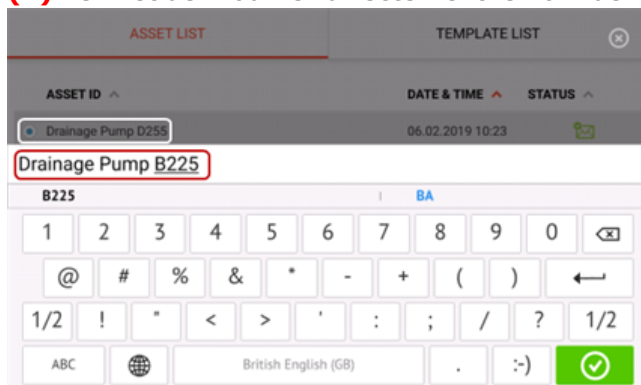 ASSET LIST TEMPLATE LIST
ASSET ID DATE & TIME STATUS
Drainage Pump D255 06.02.2019 10:23
Drainage Pump B225
B225 BA
1 2 3 4 5 6 7 8 9 0
@ # % & * - + ( )
1/2 ! " < > ' : ; / ? 1/2
ABC British English (GB) . :-)